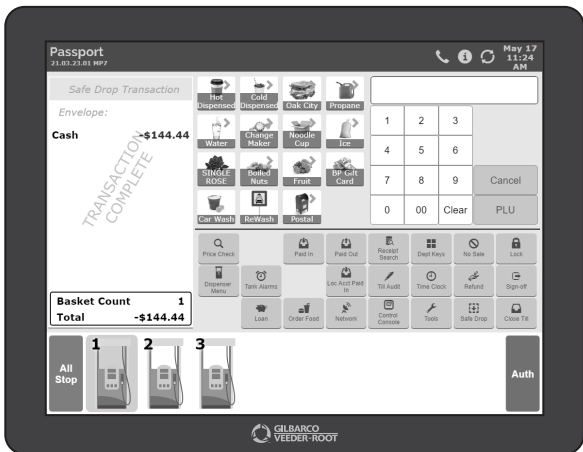 Passport
21.03.23.01 MP7
May 17
11:24
AM
Safe Drop Transaction
Envelope:
Cash -$144.44
TRANSACTION
COMPLETE
Basket Count 1
Total -$144.44
Hot
Dispensed
Cold
Dispensed
Oak City
Propane
Water
Change
Maker
Noodle
Cup
Ice
SINGLE
ROSE
Boiled
Nuts
Fruit
BP Gift
Card
Car Wash
ReWash
Postal
1 2 3
4 5 6
7 8 9 Cancel
0 00 Clear PLU
Price Check
Paid In
Paid Out
Receipt
Search
Dept Keys
No Sale
Lock
Dispenser
Menu
Tank Alarms
Loc Acct Paid
In
Till Audit
Time Clock
Refund
Sign-off
Loan
Order Food
Network
Control
Console
Tools
Safe Drop
Close Till
All
Stop
1
2
3
Auth
GILBARCO
VEEDER-ROOT